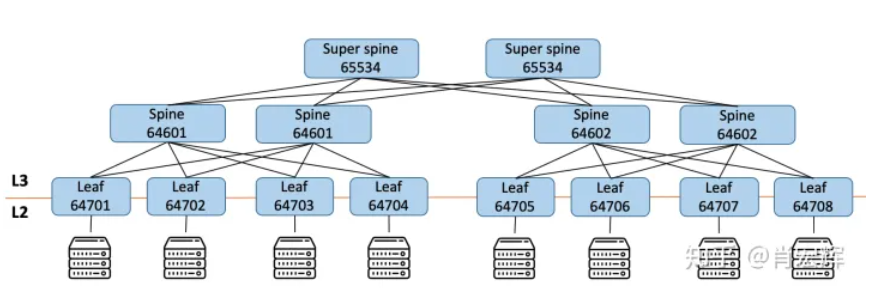 Super spine
65534
Super spine
65534
Spine
64601
Spine
64601
Spine
64602
Spine
64602
L3
L2
Leaf
64701
Leaf
64702
Leaf
64703
Leaf
64704
Leaf
64705
Leaf
64706
Leaf
64707
Leaf
64708
知乎 @肖宏辉